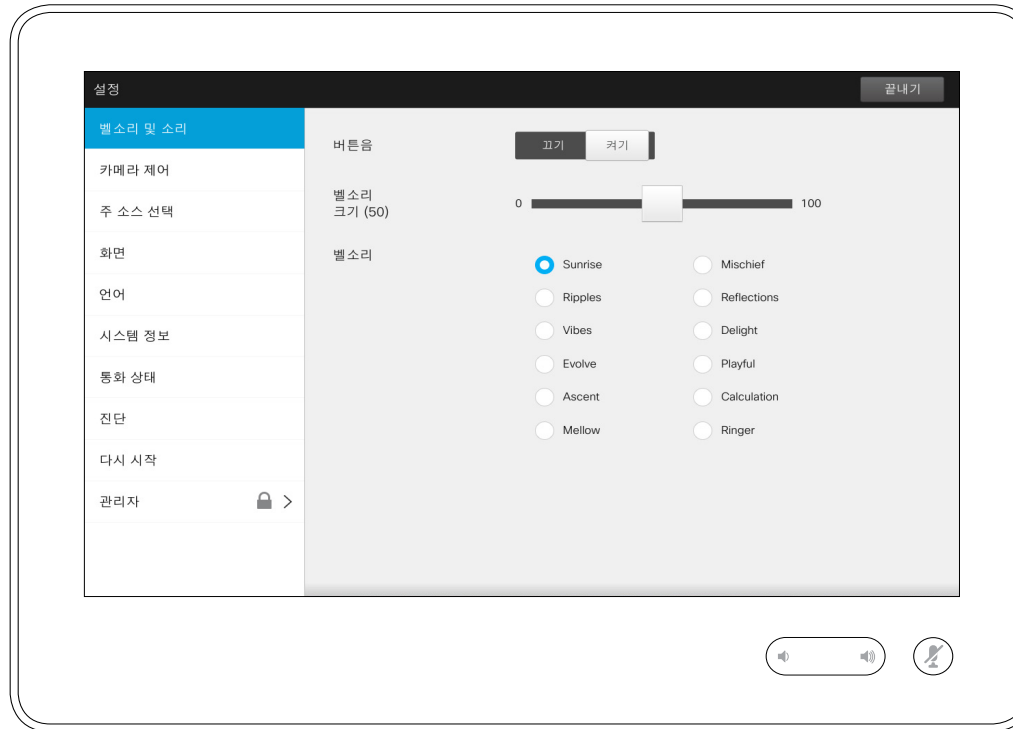 설정
끝내기
벨소리 및 소리
카메라 제어
주 소스 선택
화면
언어
시스템 정보
통화 상태
진단
다시 시작
관리자
버튼음
끄기 켜기
벨소리
크기 (50)
0 100
벨소리
Sunrise Mischief
Ripples Reflections
Vibes Delight
Evolve Playful
Ascent Calculation
Mellow Ringer